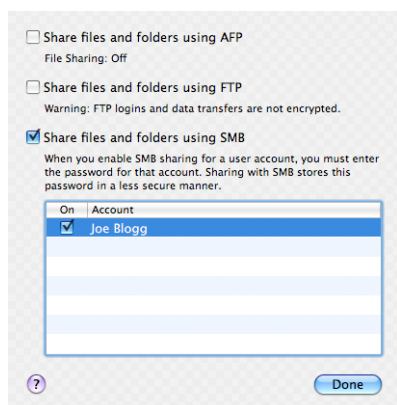 Share files and folders using AFP
File Sharing: Off
Share files and folders using FTP
Warning: FTP logins and data transfers are not encrypted.
Share files and folders using SMB
When you enable SMB sharing for a user account, you must enter
the password for that account. Sharing with SMB stores this
password in a less secure manner.
On Account
Joe Blogg
? Done